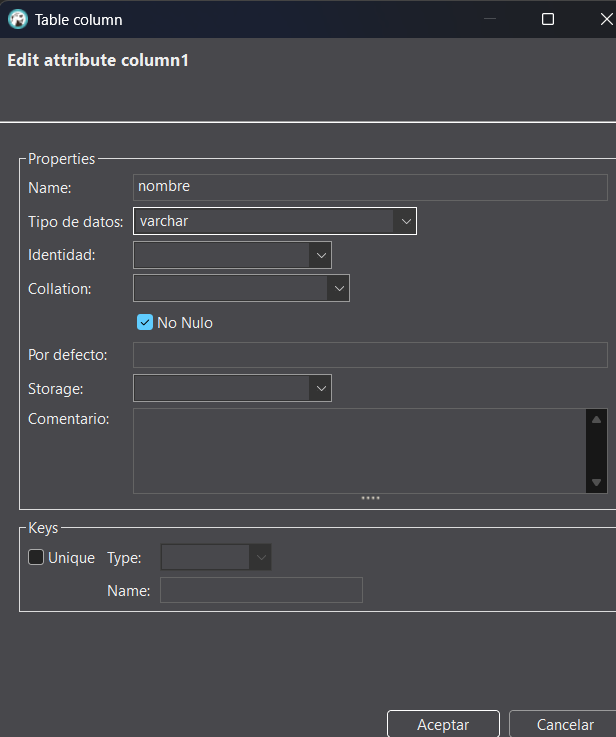 Table column
Edit attribute column1
Properties
Name: nombre
Tipo de datos: varchar
Identidad:
Collation:
No Nulo
Por defecto:
Storage:
Comentario:
Keys
Unique Type:
Name:
Aceptar Cancelar